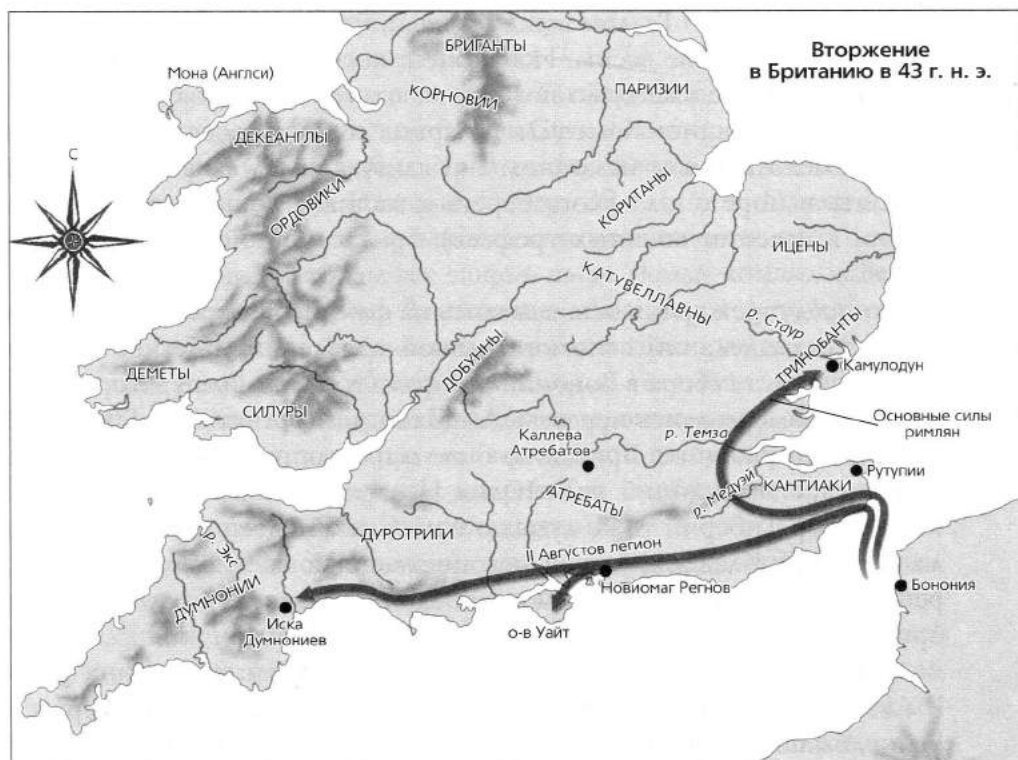 Вторжение
в Британию в 43 г. н. э.
БРИГАНТЫ
Мона (Англси)
КОРНОВИИ
ПАРИЗИИ
ДЕКЕАНГЛЫ
С
ОРДОВИКИ
КОРИТАНЫ
ИЦЕНЫ
КАТУВЕЛЛАВНЫ
р. Стаур
ТРИНОБАНТЫ
ДОБУННЫ
Камулодун
ДЕМЕТЫ
СИЛУРЫ
Основные силы
римлян
Каллева
Атребатов
р. Темза
Рутупии
КАНТИАКИ
р. Медуэй
АТРЕБАТЫ
ДУРОТРИГИ
II Августов легион
р. Экс
Новиомаг Регнов
Бонония
ДУМНОНИИ
Иска
Думнониев
о-в Уайт